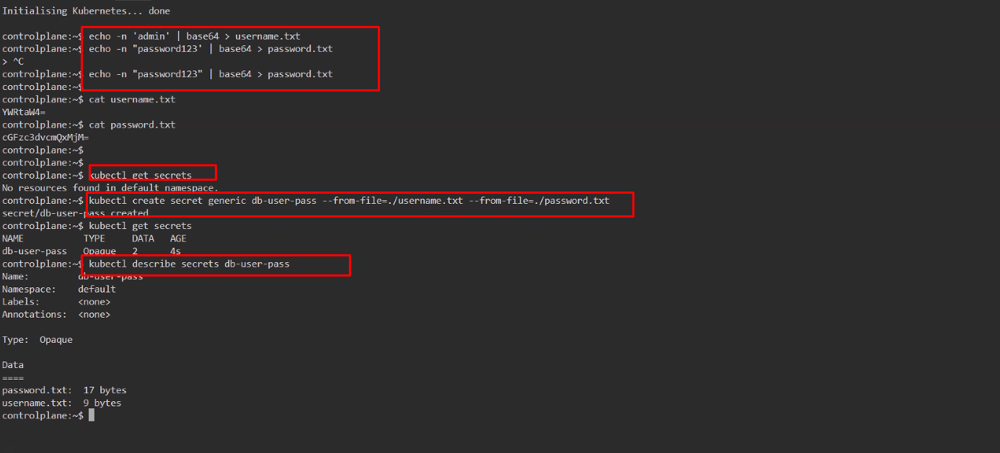 Initialising Kubernetes... done
controlplane:~$ echo -n 'admin' | base64 > username.txt
controlplane:~$ echo -n "password123' | base64 > password.txt
> ^C
controlplane:~$ echo -n "password123" | base64 > password.txt
controlplane:~$
controlplane:~$ cat username.txt
YWRtaW4=
controlplane:~$ cat password.txt
cGFzc3dvcmQxMjM=
controlplane:~$
controlplane:~$
controlplane:~$ kubectl get secrets
No resources found in default namespace.
controlplane:~$ kubectl create secret generic db-user-pass --from-file=./username.txt --from-file=./password.txt
secret/db-user-pass created
controlplane:~$ kubectl get secrets
NAME TYPE DATA AGE
db-user-pass Opaque 2 4s
controlplane:~$ kubectl describe secrets db-user-pass
Name: db-user-pass
Namespace: default
Labels: <none>
Annotations: <none>
Type: Opaque
Data
====
password.txt: 17 bytes
username.txt: 9 bytes
controlplane:~$